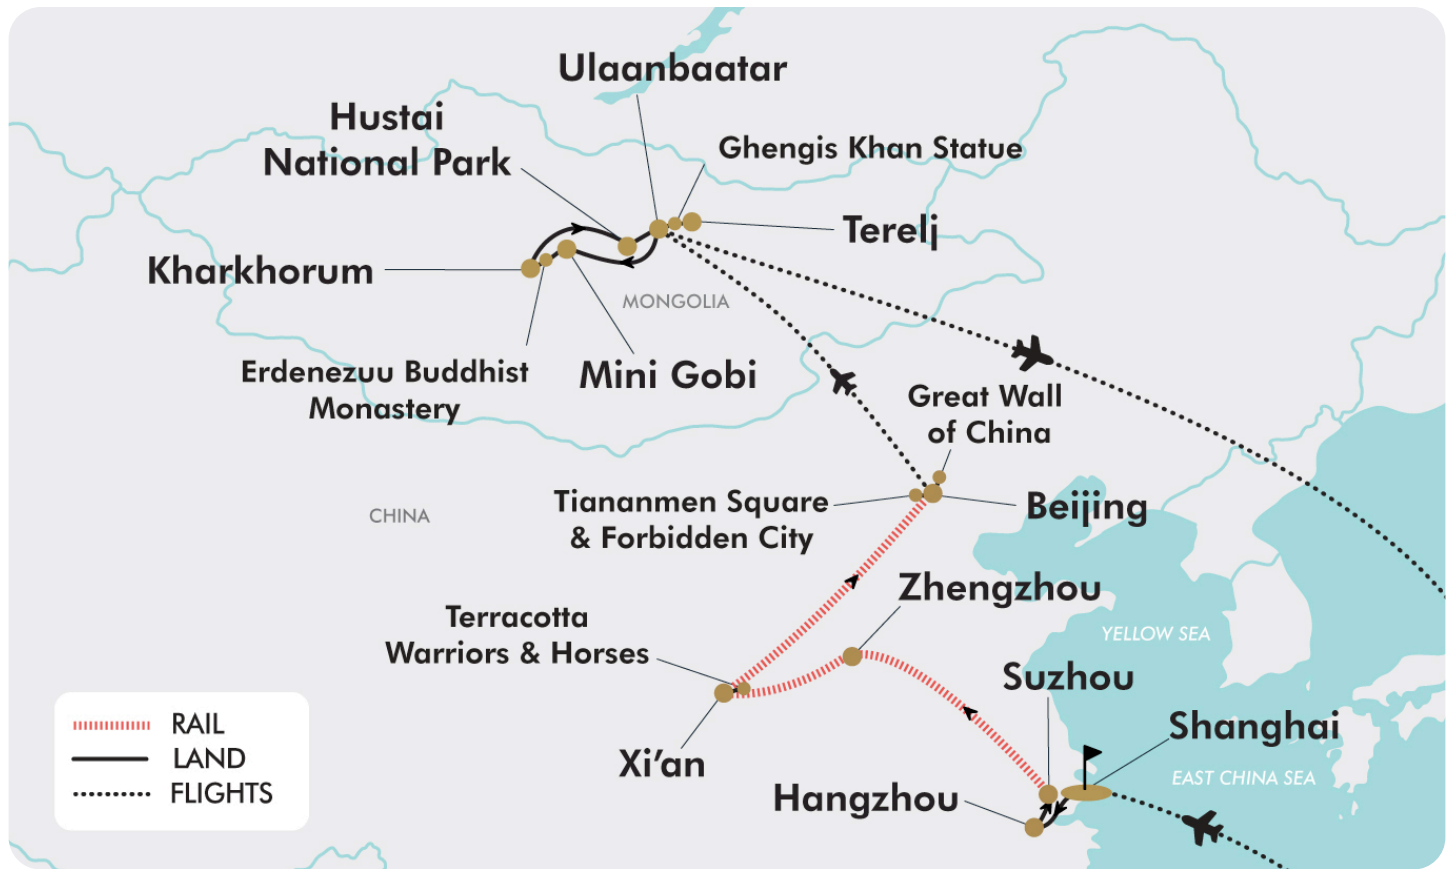 Ulaanbaatar
Hustai
National Park
Ghengis Khan Statue
Terelj
Kharkhorum
MONGOLIA
Erdenezuu Buddhist
Monastery
Mini Gobi
Great Wall
of China
Tiananmen Square
& Forbidden City
Beijing
CHINA
Zhengzhou
Terracotta
Warriors & Horses
YELLOW SEA
Suzhou
Shanghai
Xi’an
EAST CHINA SEA
Hangzhou
RAIL
LAND
FLIGHTS